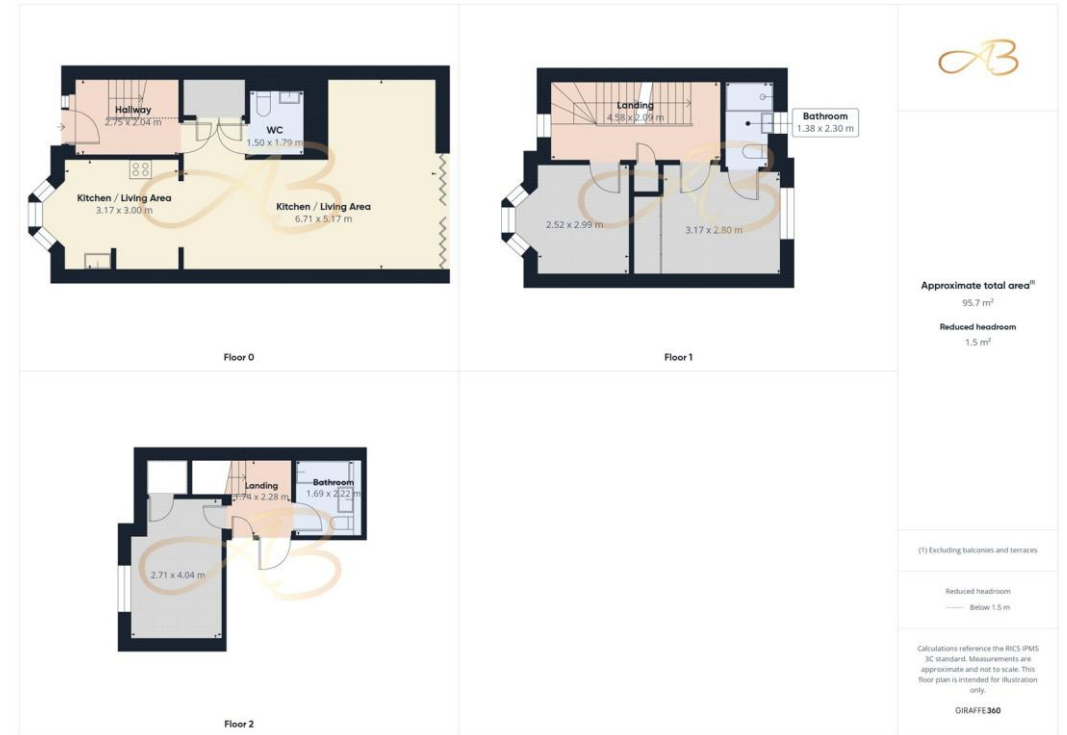 Hallway
2.75 x 2.04 m
WC
1.50 x 1.79 m
Kitchen / Living Area
3.17 x 3.00 m
Kitchen / Living Area
6.71 x 5.17 m
Floor 0
Landing
4.58 x 2.09 m
Bathroom
1.38 x 2.30 m
2.52 x 2.99 m
3.17 x 2.80 m
Floor 1
Landing
1.74 x 2.28 m
Bathroom
1.69 x 2.22 m
2.71 x 4.04 m
Floor 2
AB
Approximate total area(1)
95.7 m²
Reduced headroom
1.5 m²
(1) Excluding balconies and terraces
Reduced headroom
Below 1.5 m
Calculations reference the RICS IPMS
3C standard. Measurements are
approximate and not to scale. This
floor plan is intended for illustration
only.
GIRAFFE360